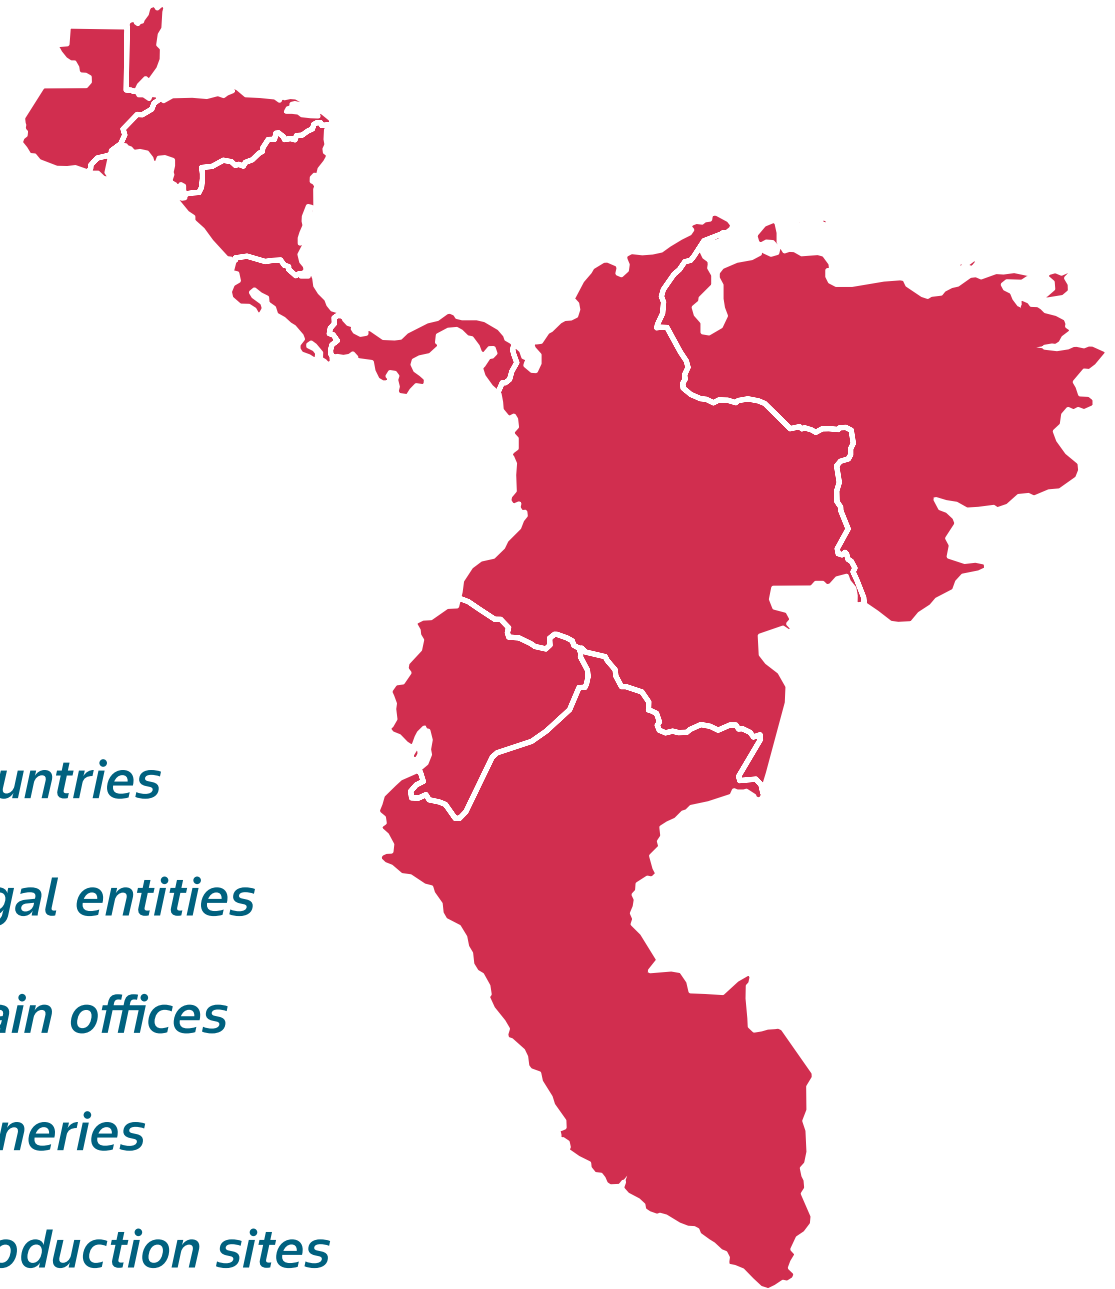 untries
gal entities
ain offices
neries
oduction sites